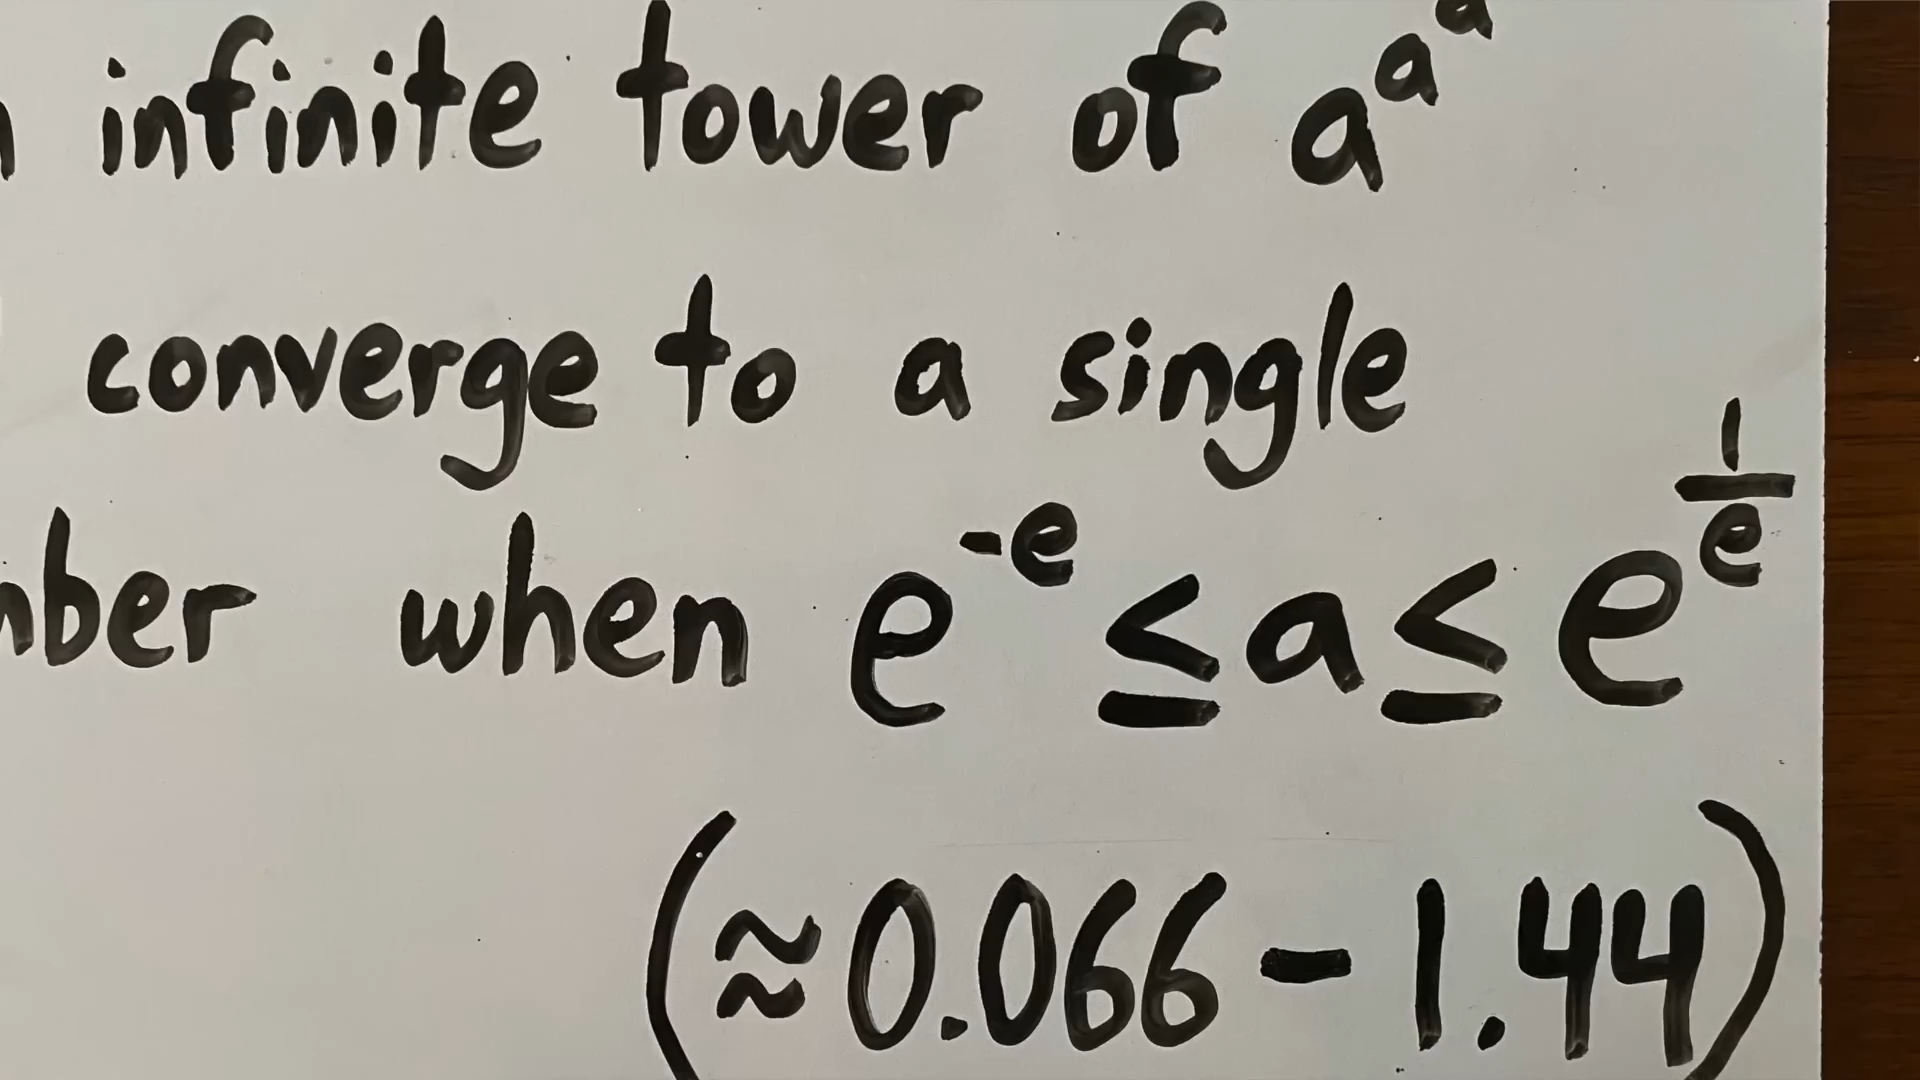 infinite tower of a^a^a
converge to a single
when e^-e ≤ a ≤ e^1/e
(≈0.066-1.44)